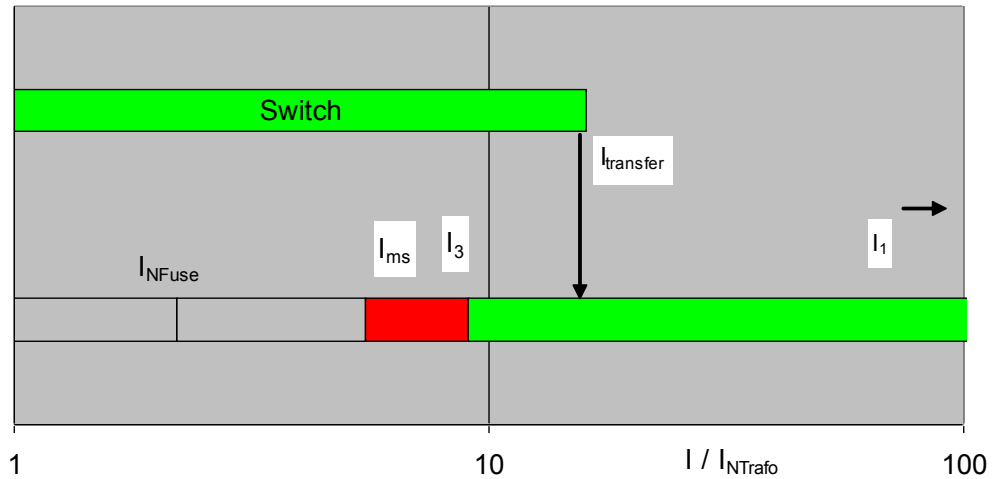 Switch
Itransfer
I1
Ims
I3
INFuse
1
10
I / INTrafo
100